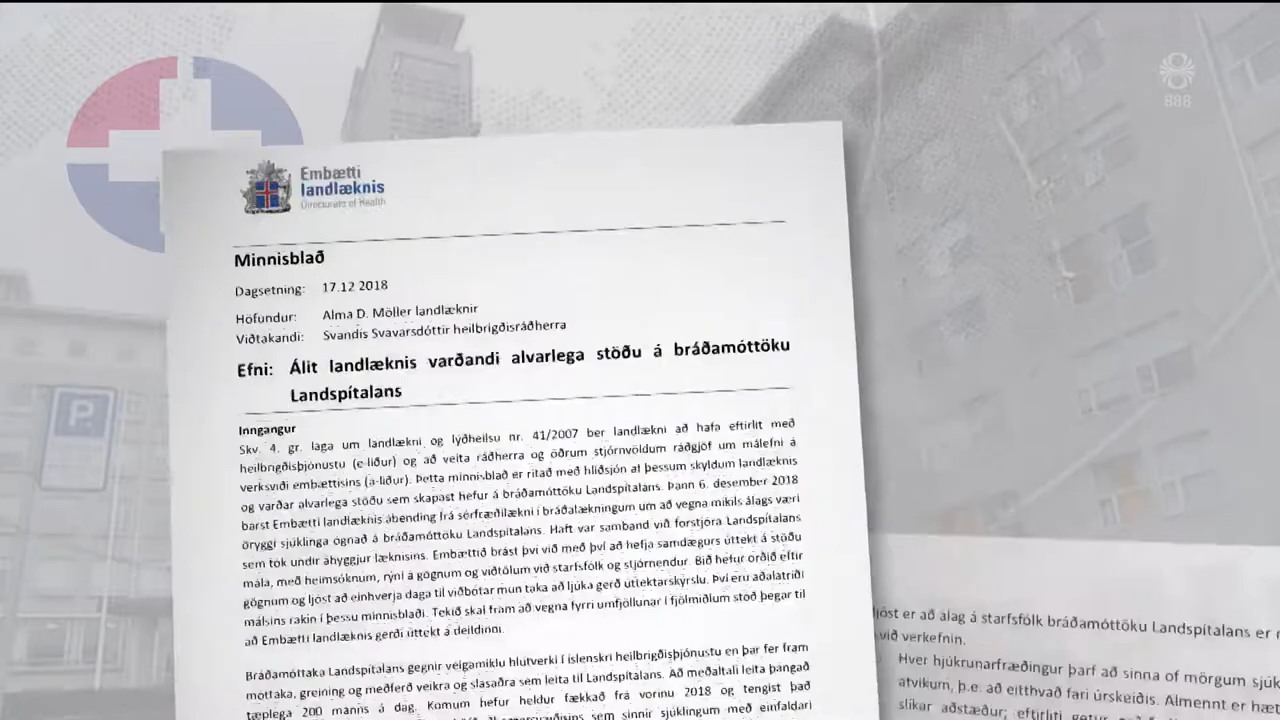 888
P
Embætti
landlæknis
Directorate of Health
Minnisblað
Dagsetning: 17.12 2018
Höfundur: Alma D. Möller landlæknir
Viðtakandi: Svandís Svavarsdóttir heilbrigðisráðherra
Efni: Álit landlæknis varðandi alvarlega stöðu á bráðamóttöku
Landspítalans
Inngangur
Skv. 4. gr. laga um landlækni og lýðheilsu nr. 41/2007 ber landlækni að hafa eftirlit með
heilbrigðisþjónustu (e-liður) og að veita ráðherra og öðrum stjórnvöldum ráðgjöf um málefni á
verksviði embættisins (a-liður). Þetta minnisblað er ritað með hliðsjón af þessum skyldum landlæknis
og varðar alvarlega stöðu sem skapast hefur á bráðamóttöku Landspítalans. Þann 6. desember 2018
barst Embætti landlæknis ábending frá sérfræðilækni í bráðalækningum um að vegna mikils álags væri
öryggi sjúklinga ógnað á bráðamóttöku Landspítalans. Haft var samband við forstjóra Landspítalans
sem tók undir áhyggjur læknisins. Embættið brást því við með því að hefja samdægurs úttekt á stöðu
mála, með heimsóknum, rýni á gögnum og viðtölum við starfsfólk og stjórnendur. Bið hefur orðið eftir
gögnum og ljóst að einhverja daga til viðbótar mun taka að ljúka gerð úttektarskýrslu. Því eru aðalatriði
málsins rakin í þessu minnisblaði. Tekið skal fram að vegna fyrri umfjöllunar í fjölmiðlum stóð þegar til
að Embætti landlæknis gerði úttekt á deildinni.
Bráðamóttaka Landspítalans gegnir veigamiklu hlutverki í íslenskri heilbrigðisþjónustu en þar fer fram
móttaka, greining og meðferð veikra og slasaðra sem leita til Landspítalans. Að meðaltali leita þangað
tæplega 200 manns á dag. Komum hefur heldur fækkað frá vorinu 2018 og tengist það
sem sinnir sjúklingum með einfaldari
ljóst er að álag á starfsfólk bráðamóttöku Landspítalans er
við verkefnin.
Hver hjúkrunarfræðingur þarf að sinna of mörgum
atvikum, þ.e. að eitthvað fari úrskeiðis. Almennt er
slíkar aðstæður; eftirliti getur